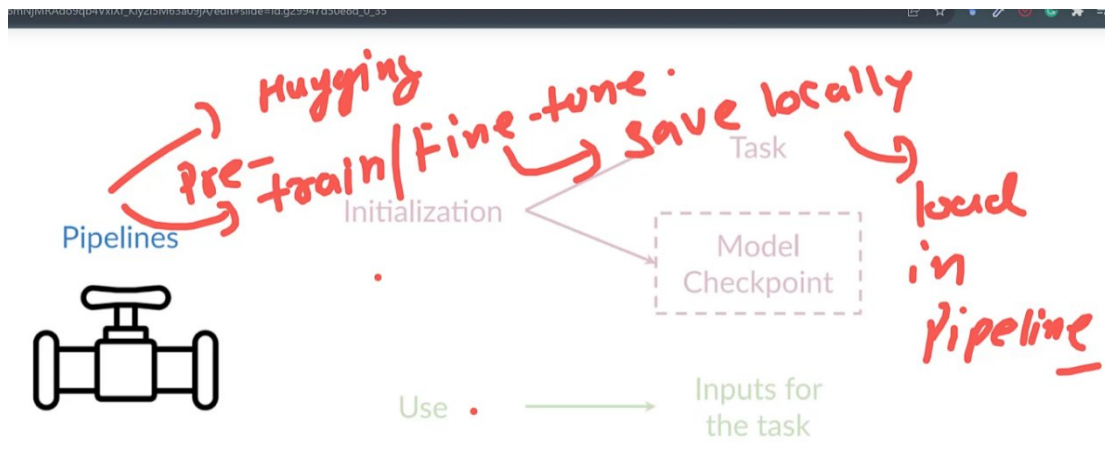 Hugging
Pre-train/Fine-tune
save locally
load
in
pipeline
Pipelines
Initialization
Task
Model
Checkpoint
Use
Inputs for
the task